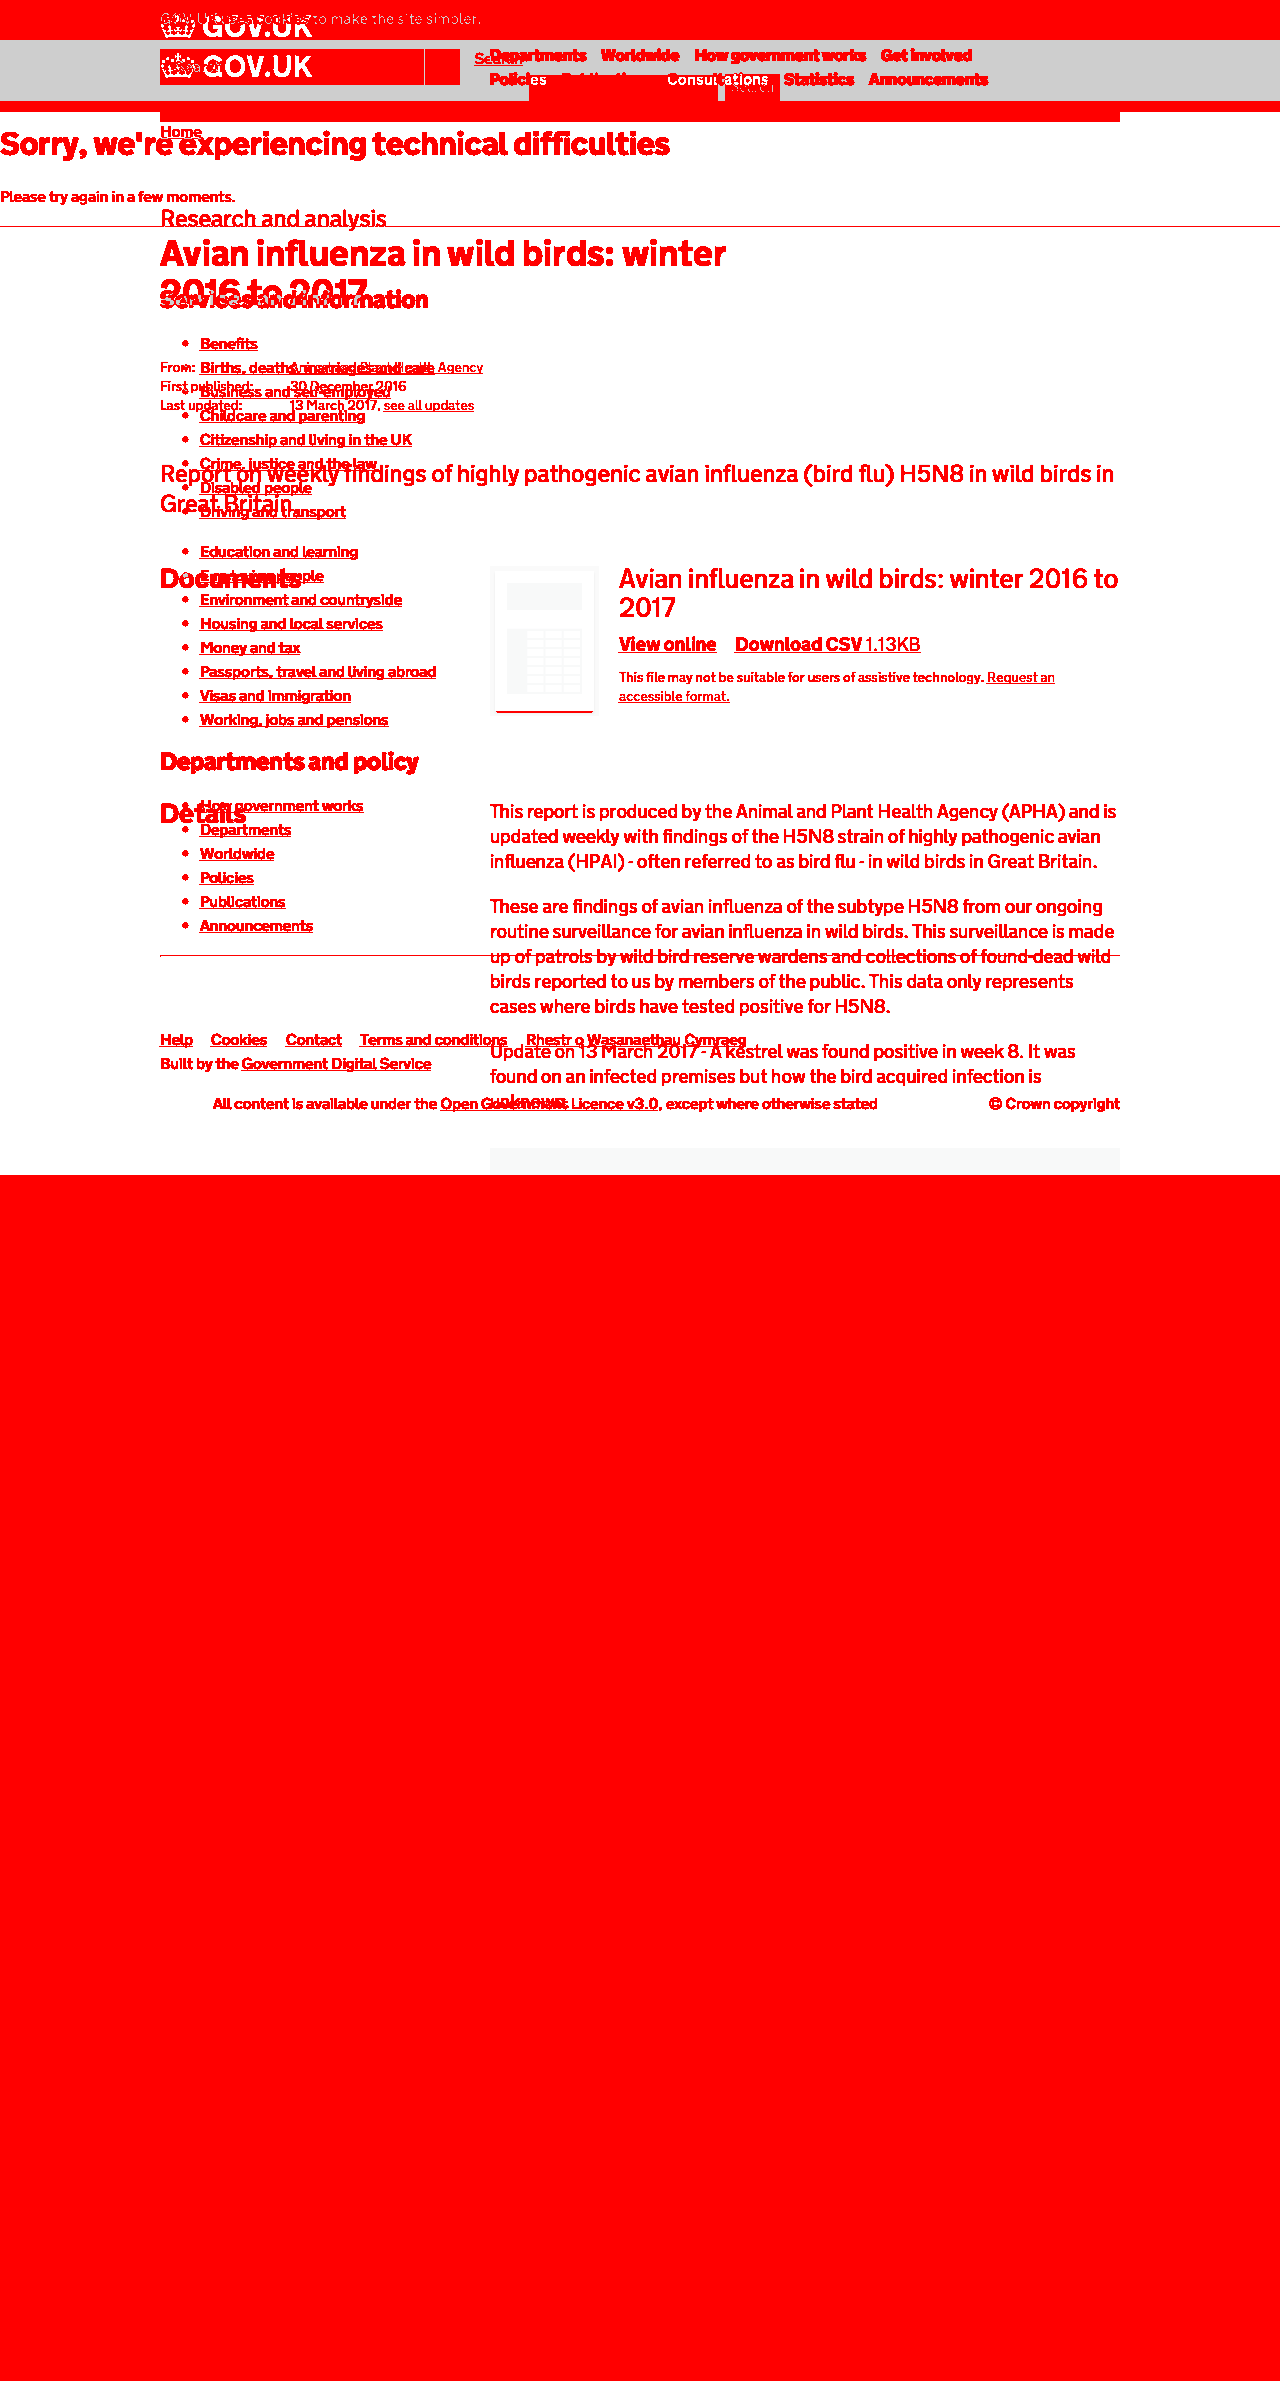 GOV.UK uses cookies to make the site simpler.
GOV.UK
GOV.UK
Search
Search
Departments Worldwide How government works Get involved
Policies Consultations Statistics Announcements
Search
Home
Sorry, we're experiencing technical difficulties
Please try again in a few moments.
Research and analysis
Avian influenza in wild birds: winter
2016 to 2017
Services and information
Benefits
From: Animal and Plant Health Agency
Births, deaths, marriages and care
First published: 30 December 2016
Business and self-employed
Last updated: 13 March 2017, see all updates
Childcare and parenting
Citizenship and living in the UK
Crime, justice and the law
Report on weekly findings of highly pathogenic avian influenza (bird flu) H5N8 in wild birds in
Great Britain.
Disabled people
Driving and transport
Education and learning
Documents
Employing people
Environment and countryside
Housing and local services
Money and tax
Passports, travel and living abroad
Visas and immigration
Working, jobs and pensions
Avian influenza in wild birds: winter 2016 to
2017
View online Download CSV 1.13KB
This file may not be suitable for users of assistive technology. Request an
accessible format.
Departments and policy
How government works
Details
Departments
Worldwide
Policies
Publications
Announcements
This report is produced by the Animal and Plant Health Agency (APHA) and is
updated weekly with findings of the H5N8 strain of highly pathogenic avian
influenza (HPAI) - often referred to as bird flu - in wild birds in Great Britain.
These are findings of avian influenza of the subtype H5N8 from our ongoing
routine surveillance for avian influenza in wild birds. This surveillance is made
up of patrols by wild bird reserve wardens and collections of found-dead wild
birds reported to us by members of the public. This data only represents
cases where birds have tested positive for H5N8.
Update on 13 March 2017 - A kestrel was found positive in week 8. It was
found on an infected premises but how the bird acquired infection is
unknown.
Help Cookies Contact Terms and conditions Rhestr o Wasanaethau Cymraeg
Built by the Government Digital Service
All content is available under the Open Government Licence v3.0, except where otherwise stated
© Crown copyright